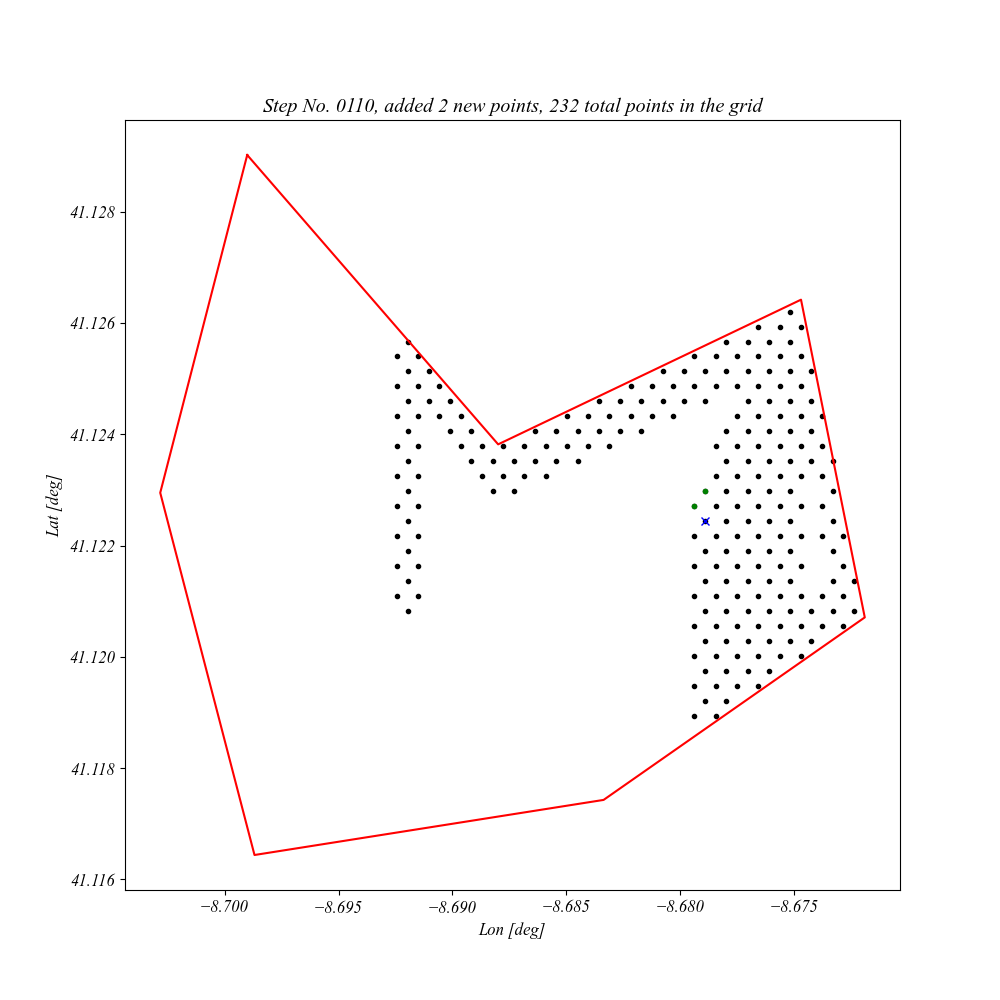 Step No. 0110, added 2 new points, 232 total points in the grid
41.128
41.126
41.124
41.122
41.120
41.118
41.116
Lat [deg]
−8.700 −8.695 −8.690 −8.685 −8.680 −8.675
Lon [deg]